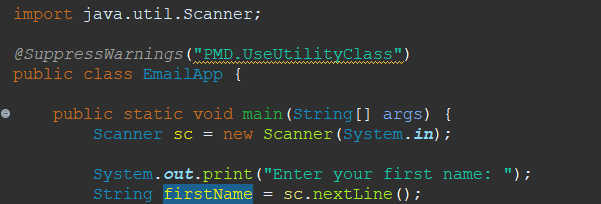 import java.util.Scanner;
@SuppressWarnings("PMD.UseUtilityClass")
public class EmailApp {
public static void main(String[] args) {
Scanner sc = new Scanner(System.in);
System.out.print("Enter your first name: ");
String firstName = sc.nextLine();